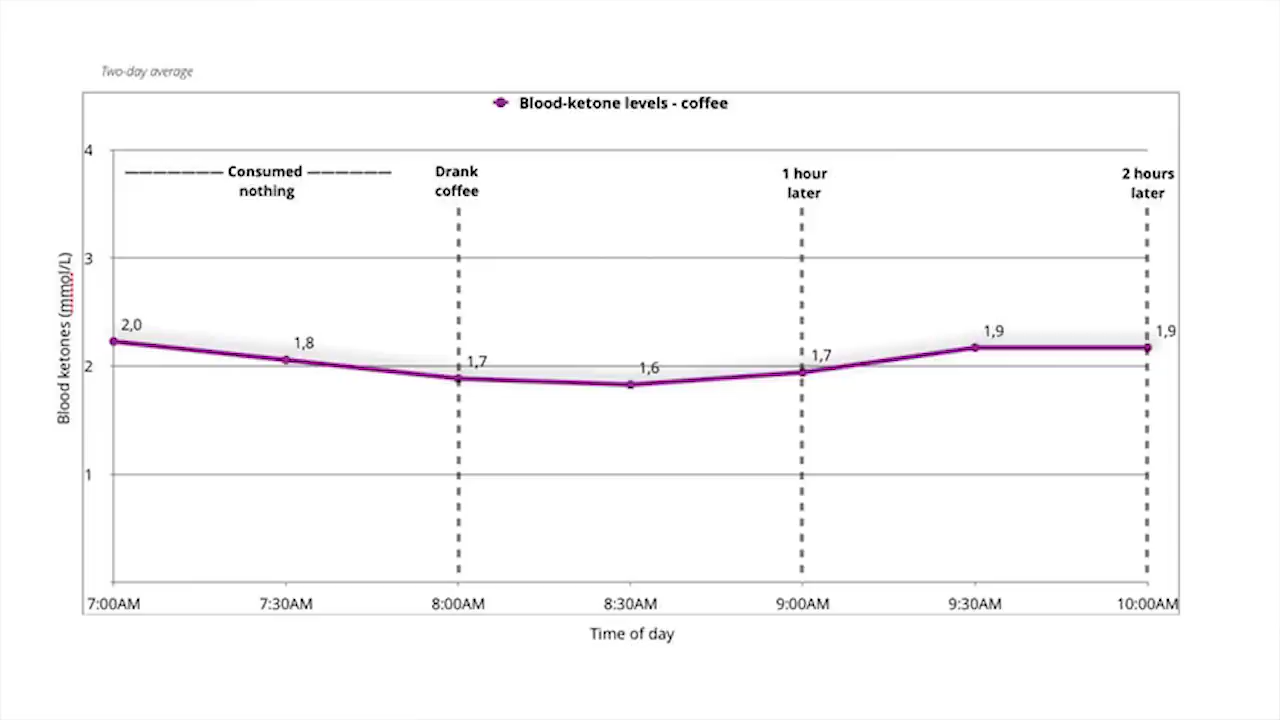 Two-day average
Blood-ketone levels - coffee
4
Consumed
nothing
Drank
coffee
1 hour
later
2 hours
later
3
2
1
Blood ketones (mmol/L)
2,0
1,8
1,7
1,6
1,7
1,9
1,9
7:00AM
7:30AM
8:00AM
8:30AM
9:00AM
9:30AM
10:00AM
Time of day